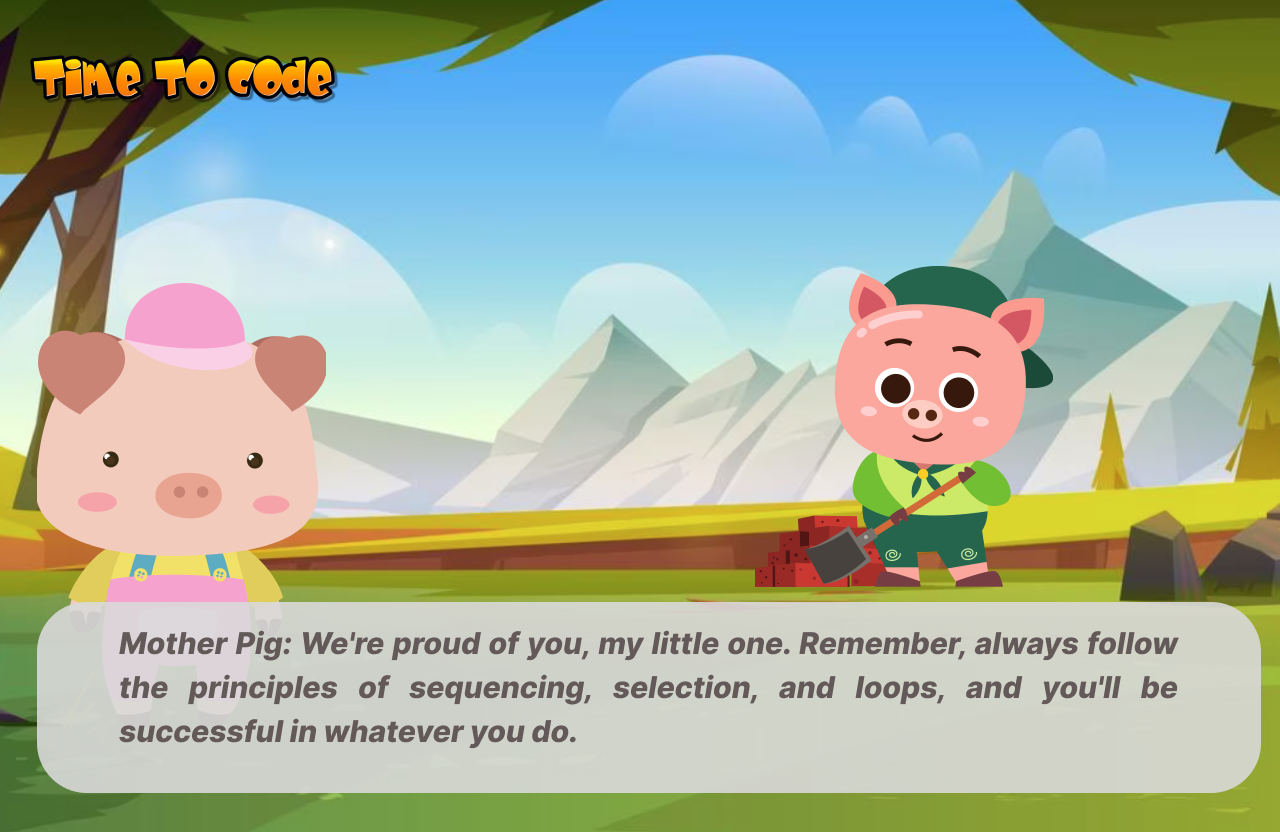 Time To Code
Mother Pig: We're proud of you, my little one. Remember, always follow
the principles of sequencing, selection, and loops, and you'll be
successful in whatever you do.